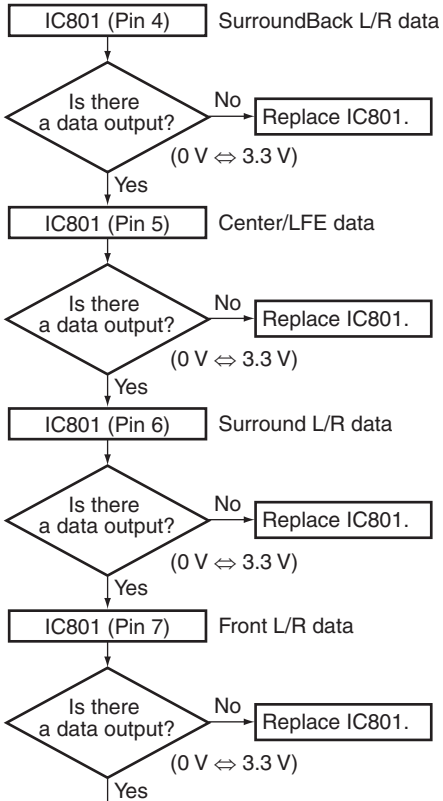 IC801 (Pin 4) SurroundBack L/R data
Is there
a data output?
No
Replace IC801.
(0 V ⇔ 3.3 V)
Yes
IC801 (Pin 5) Center/LFE data
Is there
a data output?
No
Replace IC801.
(0 V ⇔ 3.3 V)
Yes
IC801 (Pin 6) Surround L/R data
Is there
a data output?
No
Replace IC801.
(0 V ⇔ 3.3 V)
Yes
IC801 (Pin 7) Front L/R data
Is there
a data output?
No
Replace IC801.
(0 V ⇔ 3.3 V)
Yes